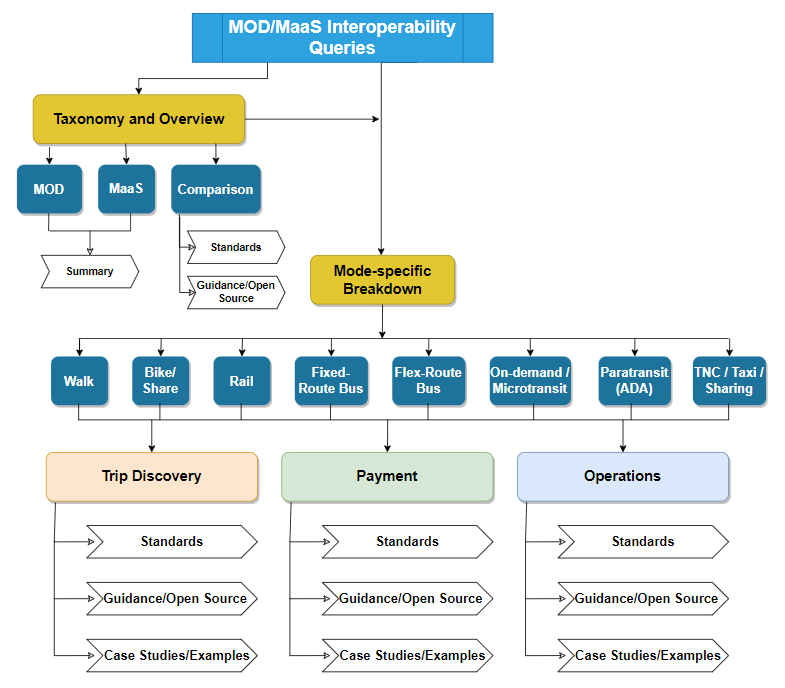 MOD/MaaS Interoperability
Queries
Taxonomy and Overview
MOD
MaaS
Comparison
Standards
Summary
Guidance/Open
Source
Mode-specific
Breakdown
Walk
Bike/
Share
Rail
Fixed-
Route Bus
Flex-Route
Bus
On-demand /
Microtransit
Paratransit
(ADA)
TNC / Taxi /
Sharing
Trip Discovery
Payment
Operations
Standards
Standards
Standards
Guidance/Open Source
Guidance/Open Source
Guidance/Open Source
Case Studies/Examples
Case Studies/Examples
Case Studies/Examples